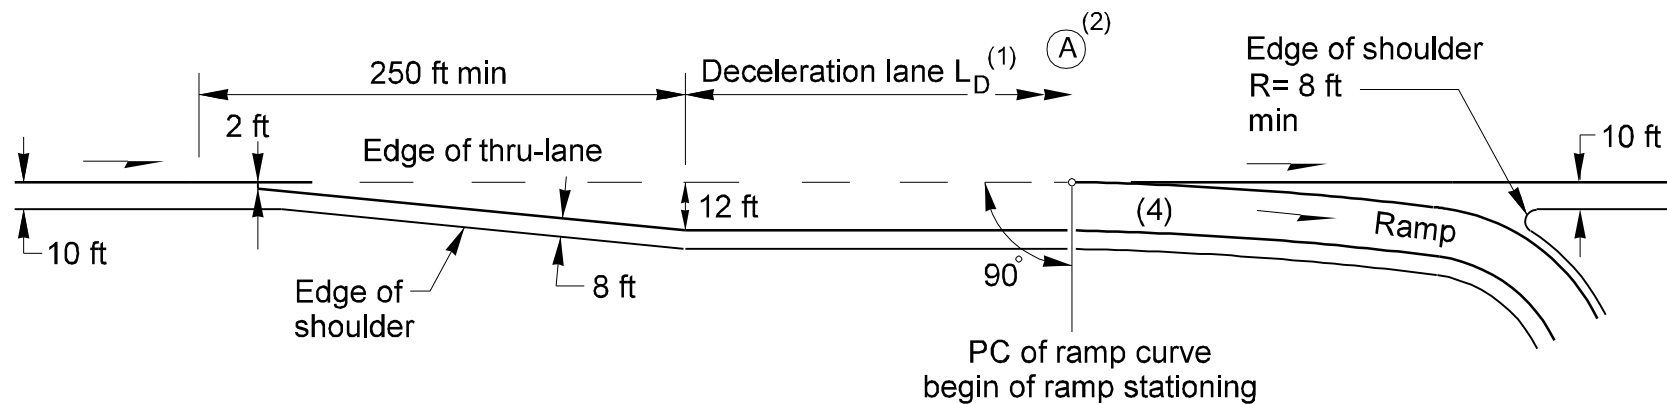 250 ft min
Deceleration lane LD(1)
A(2)
Edge of shoulder
R= 8 ft
min
10 ft
2 ft
Edge of thru-lane
12 ft
(4)
Ramp
10 ft
90°
8 ft
Edge of
shoulder
PC of ramp curve
begin of ramp stationing